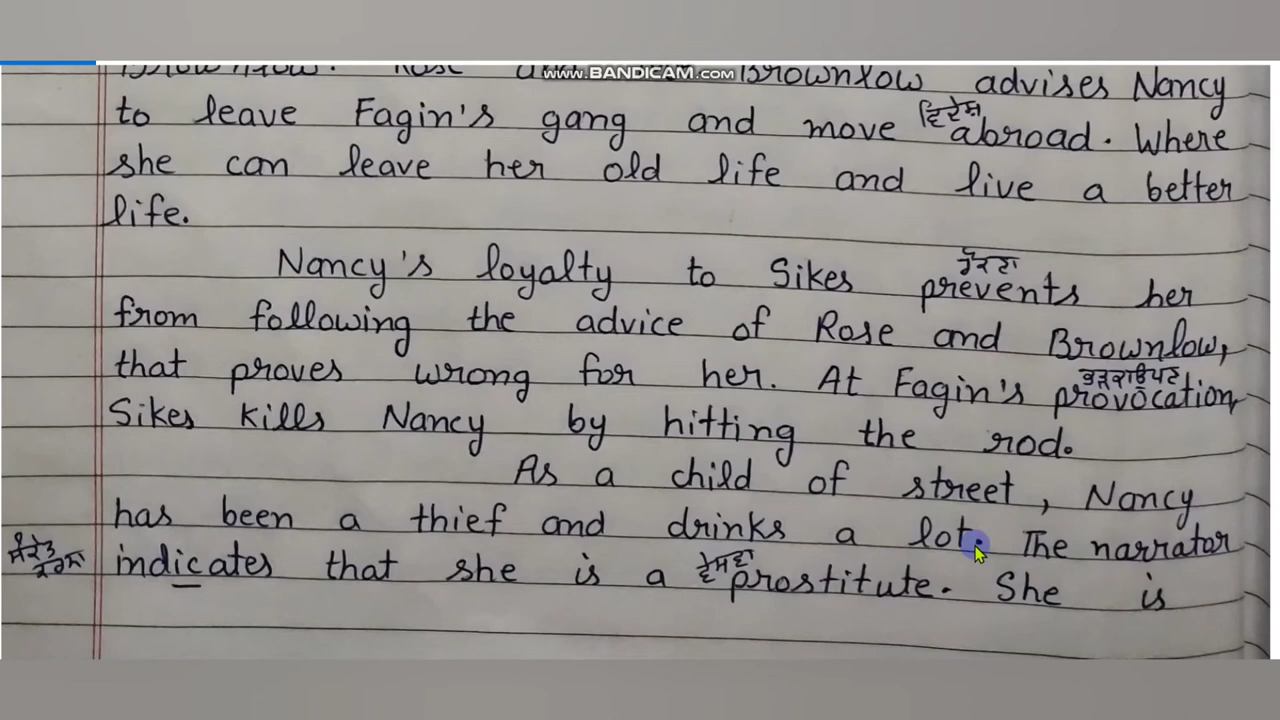 www.BANDICAM.com
Brownlow advises Nancy
to leave Fagin's gang and move ਵਿਦੇਸ਼ abroad. Where
she can leave her old life and live a better
life.
Nancy's loyalty to Sikes ਰੋਕਣਾ prevents her
from following the advice of Rose and Brownlow,
that proves wrong for her. At Fagin's ਭੜਕਾਉਪਣ provocation,
Sikes kills Nancy by hitting the rod.
As a child of street, Nancy
has been a thief and drinks a lot. The narrator
indicates that she is a prostitute. She is